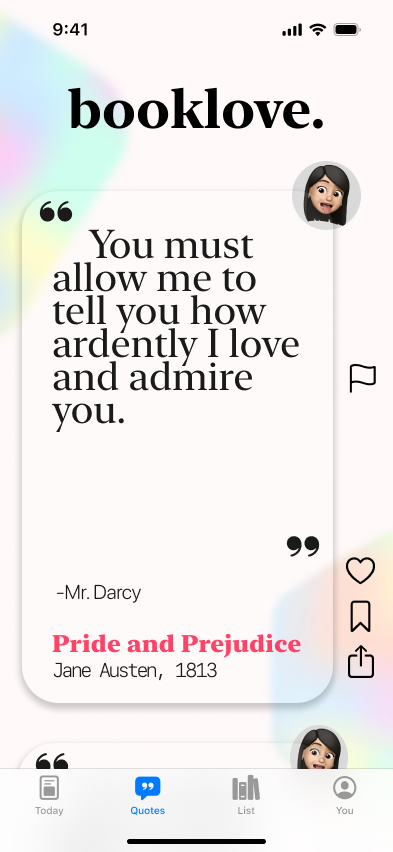 9:41
booklove.
“
You must
allow me to
tell you how
ardently I love
and admire
you.
”
-Mr. Darcy
Pride and Prejudice
Jane Austen, 1813
“
Today Quotes List You